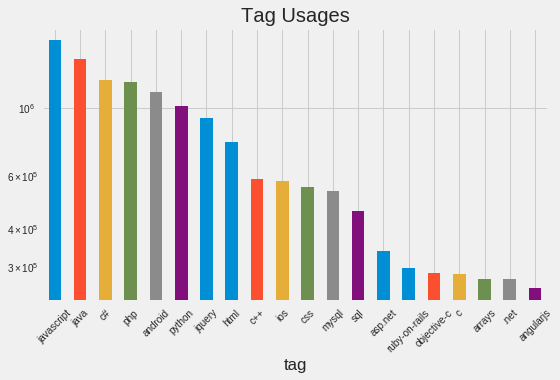 Tag Usages
10⁶
6 × 10⁵
4 × 10⁵
3 × 10⁵
javascript
java
c#
php
android
python
jquery
html
c++
ios
css
mysql
sql
asp.net
ruby-on-rails
objective-c
c
arrays
.net
angularjs
tag